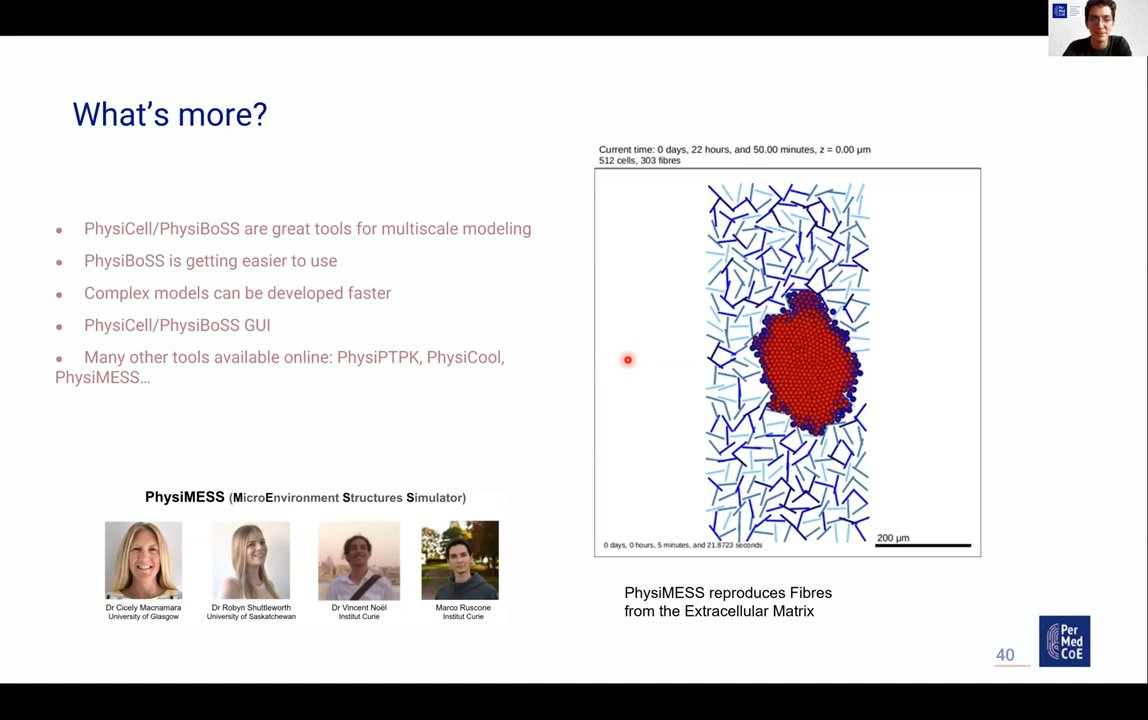 Per
Med
CoE
What's more?
Current time: 0 days, 22 hours, and 50.00 minutes, z = 0.00 μm
512 cells, 303 fibres
● PhysiCell/PhysiBoSS are great tools for multiscale modeling
● PhysiBoSS is getting easier to use
● Complex models can be developed faster
● PhysiCell/PhysiBoSS GUI
● Many other tools available online: PhysiPTPK, PhysiCool,
PhysiMESS…
200 μm
0 days, 0 hours, 5 minutes, and 21.8723 seconds
PhysiMESS (MicroEnvironment Structures Simulator)
Dr Cicely Macnamara
University of Glasgow
Dr Robyn Shuttleworth
University of Saskatchewan
Dr Vincent Noël
Institut Curie
Marco Ruscone
Institut Curie
PhysiMESS reproduces Fibres
from the Extracellular Matrix
40
Per
Med
CoE